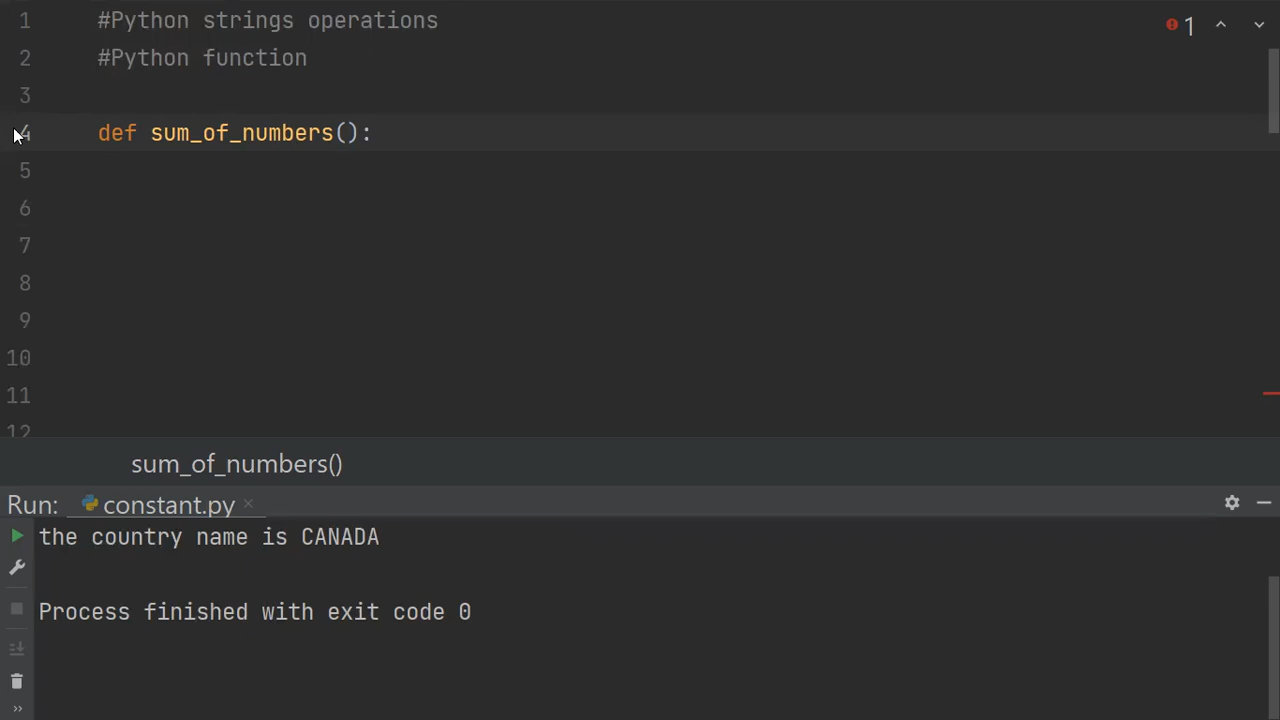 1 #Python strings operations
2 #Python function
3
4 def sum_of_numbers():
5
6
7
8
9
10
11
12
1
sum_of_numbers()
Run: constant.py
the country name is CANADA
Process finished with exit code 0